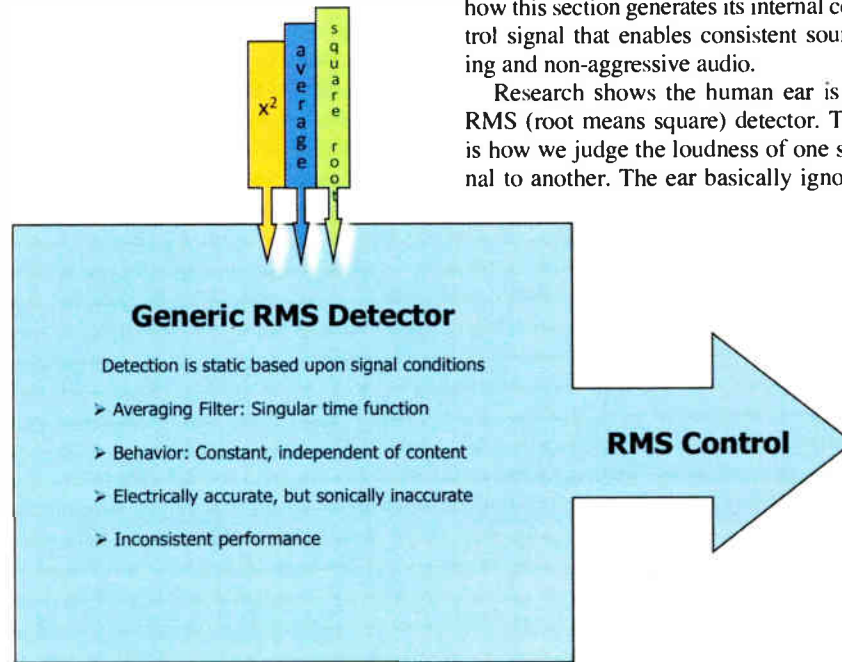 how this section generates its internal co
trol signal that enables consistent sour
ing and non-aggressive audio.
Research shows the human ear is
RMS (root means square) detector. T
is how we judge the loudness of one s
nal to another. The ear basically igno
x²
average
square root
Generic RMS Detector
Detection is static based upon signal conditions
➢ Averaging Filter: Singular time function
➢ Behavior: Constant, independent of content
➢ Electrically accurate, but sonically inaccurate
➢ Inconsistent performance
RMS Control